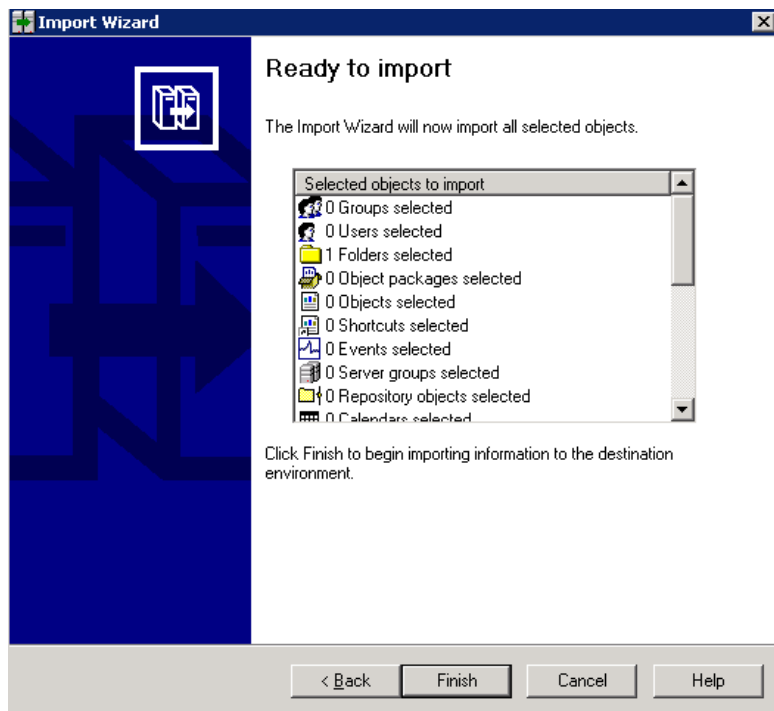 Import Wizard
Ready to import
The Import Wizard will now import all selected objects.
Selected objects to import
0 Groups selected
0 Users selected
1 Folders selected
0 Object packages selected
0 Objects selected
0 Shortcuts selected
0 Events selected
0 Server groups selected
0 Repository objects selected
0 Calendars selected
Click Finish to begin importing information to the destination
environment.
< Back
Finish
Cancel
Help